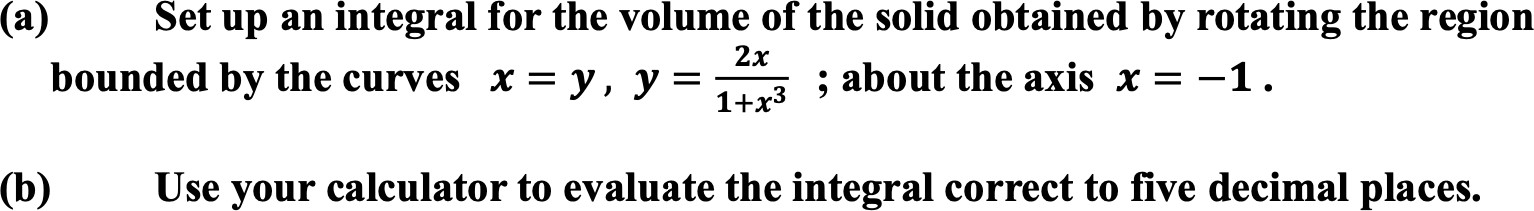 (a) Set up an integral for the volume of the solid obtained by rotating the region
bounded by the curves x = y, y = 2x/(1+x³) ; about the axis x = −1.
(b) Use your calculator to evaluate the integral correct to five decimal places.